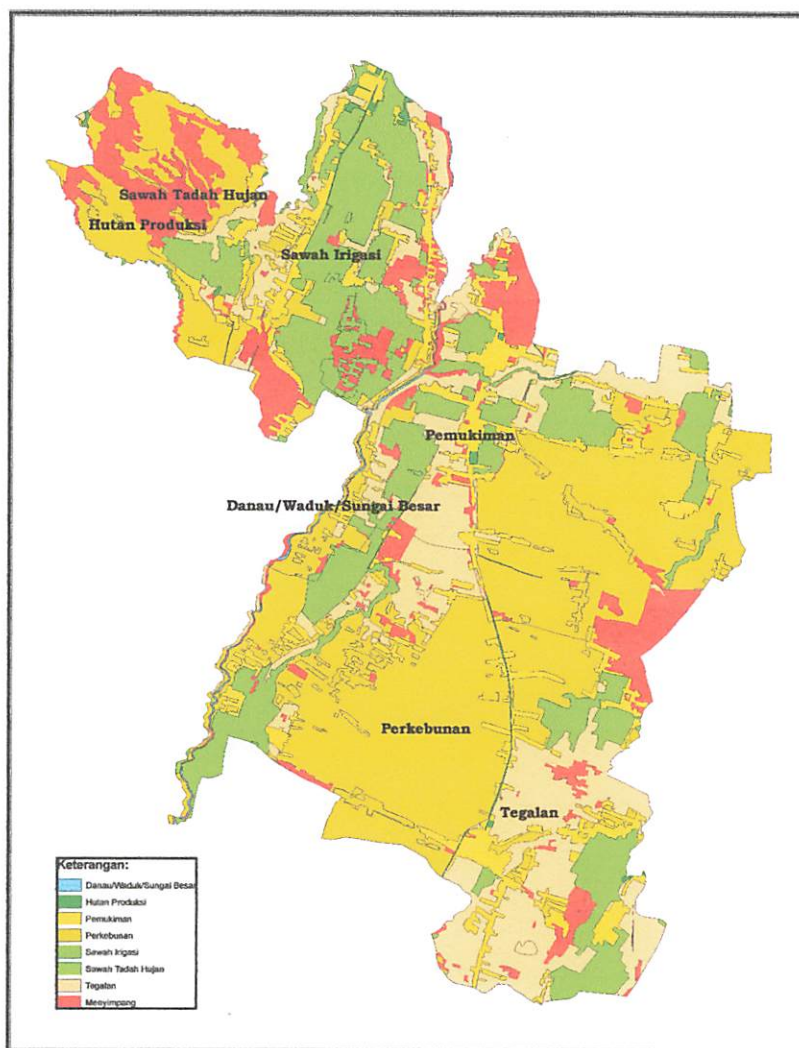 Sawah Tadah Hujan
Hutan Produksi
Sawah Irigasi
Pemukiman
Danau/Waduk/Sungai Besar
Perkebunan
Tegalan
Keterangan:
Danau/Waduk/Sungai Besar
Hutan Produksi
Pemukiman
Perkebunan
Sawah Irigasi
Sawah Tadah Hujan
Tegalan
Menyimpang